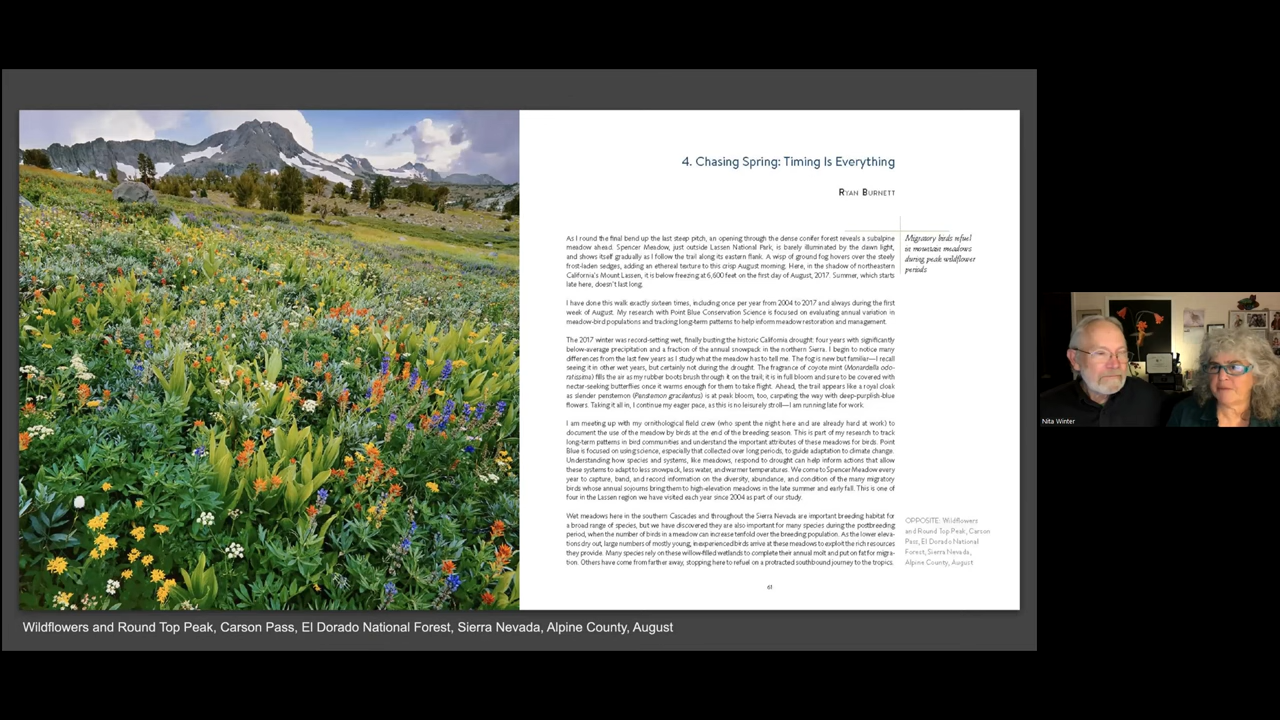 4. Chasing Spring: Timing Is Everything
RYAN BURNETT
As I round the final bend up the last steep pitch, an opening through the dense conifer forest reveals a subalpine
meadow ahead. Spencer Meadow, just outside Lassen National Park, is barely illuminated by the dawn light,
and shows itself gradually as I follow the trail along its eastern flank. A wisp of ground fog hovers over the steely
frost-laden sedges, adding an ethereal texture to this crisp August morning. Here, in the shadow of northeastern
California's Mount Lassen, it is below freezing at 6,600 feet on the first day of August, 2017. Summer, which starts
late here, doesn't last long.
Migratory birds refuel
in mountain meadows
during peak wildflower
periods
I have done this walk exactly sixteen times, including once per year from 2004 to 2017 and always during the first
week of August. My research with Point Blue Conservation Science is focused on evaluating annual variation in
meadow-bird populations and tracking long-term patterns to help inform meadow restoration and management.
The 2017 winter was record-setting wet, finally busting the historic California drought: four years with significantly
below-average precipitation and a fraction of the annual snowpack in the northern Sierra. I begin to notice many
differences from the last few years as I study what the meadow has to tell me. The fog is new but familiar—I recall
seeing it in other wet years, but certainly not during the drought. The fragrance of coyote mint (Monardella odo-
ratissima) fills the air as my rubber boots brush through it on the trail; it is in full bloom and sure to be covered with
nectar-seeking butterflies once it warms enough for them to take flight. Ahead, the trail appears like a royal cloak
as slender penstemon (Penstemon gracilentus) is at peak bloom, too, carpeting the way with deep-purplish-blue
flowers. Taking it all in, I continue my eager pace, as this is no leisurely stroll—I am running late for work.
I am meeting up with my ornithological field crew (who spent the night here and are already hard at work) to
document the use of the meadow by birds at the end of the breeding season. This is part of my research to track
long-term patterns in bird communities and understand the important attributes of these meadows for birds. Point
Blue is focused on using science, especially that collected over long periods, to guide adaptation to climate change.
Understanding how species and systems, like meadows, respond to drought can help inform actions that allow
these systems to adapt to less snowpack, less water, and warmer temperatures. We come to Spencer Meadow every
year to capture, band, and record information on the diversity, abundance, and condition of the many migratory
birds whose annual sojourns bring them to high-elevation meadows in the late summer and early fall. This is one of
four in the Lassen region we have visited each year since 2004 as part of our study.
Wet meadows here in the southern Cascades and throughout the Sierra Nevada are important breeding habitat for
a broad range of species, but we have discovered they are also important for many species during the postbreeding
period, when the number of birds in a meadow can increase tenfold over the breeding population. As the lower eleva-
tions dry out, large numbers of mostly young, inexperienced birds arrive at these meadows to exploit the rich resources
they provide. Many species rely on these willow-filled wetlands to complete their annual molt and put on fat for migra-
tion. Others have come from farther away, stopping here to refuel on a protracted southbound journey to the tropics.
OPPOSITE: Wildflowers
and Round Top Peak, Carson
Pass, El Dorado National
Forest, Sierra Nevada,
Alpine County, August
61
Wildflowers and Round Top Peak, Carson Pass, El Dorado National Forest, Sierra Nevada, Alpine County, August
Nita Winter